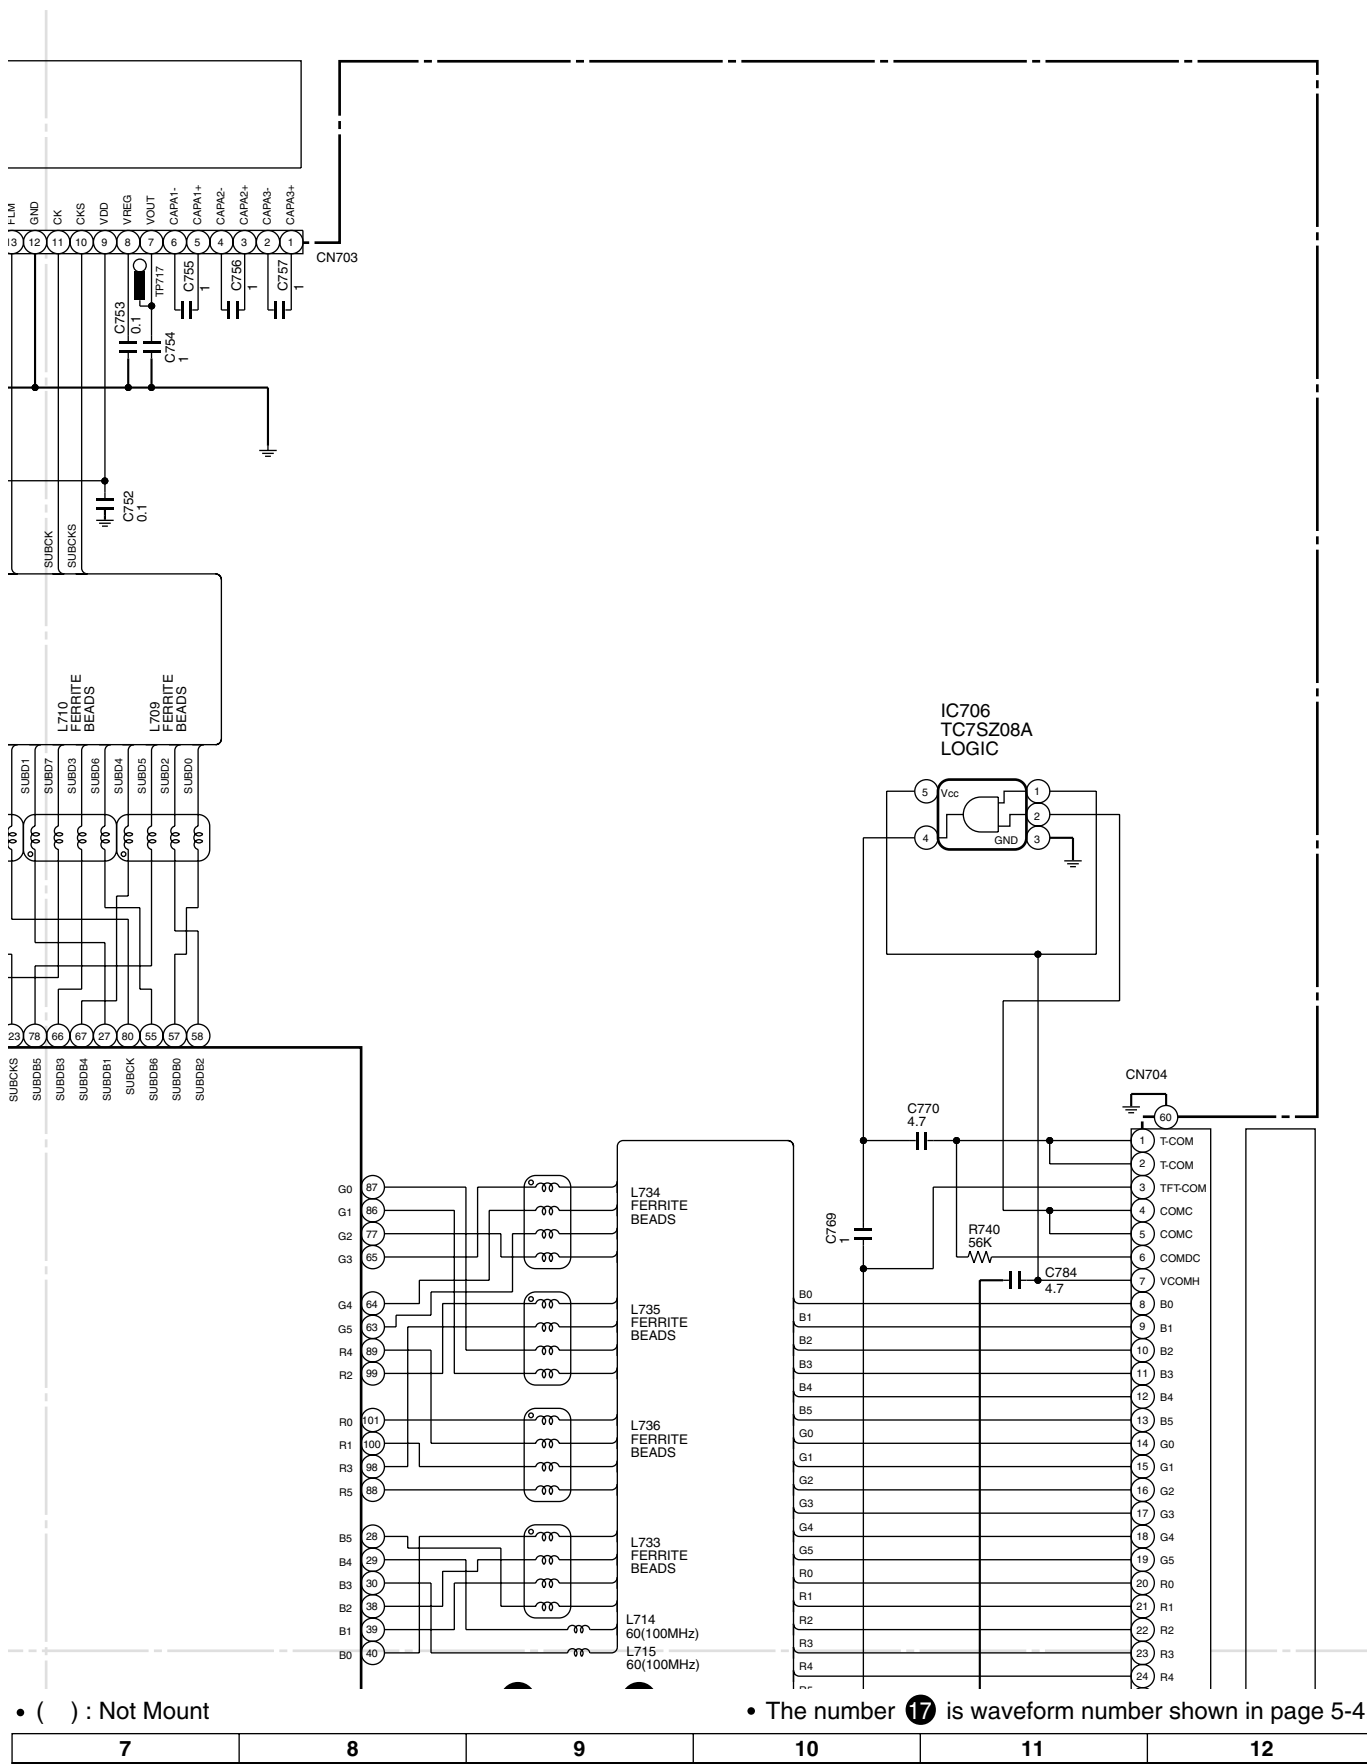 FLM
GND
CK
CKS
VDD
VREG
VOUT
CAPA1-
CAPA1+
CAPA2-
CAPA2+
CAPA3-
CAPA3+
13 12 11 10 9 8 7 6 5 4 3 2 1
CN703
TP717
C755
1
C756
1
C757
1
C753
0.1
C754
1
C752
0.1
SUBCK
SUBCKS
L710
FERRITE
BEADS
L709
FERRITE
BEADS
SUBD1
SUBD7
SUBD3
SUBD6
SUBD4
SUBD5
SUBD2
SUBD0
IC706
TC7SZ08A
LOGIC
5 Vcc 1
2
4 GND 3
23 78 66 67 27 80 55 57 58
SUBCKS
SUBDB5
SUBDB3
SUBDB4
SUBDB1
SUBCK
SUBDB6
SUBDB0
SUBDB2
CN704
60
C770
4.7
C769
1
R740
56K
C784
4.7
1 T-COM
2 T-COM
3 TFT-COM
4 COMC
5 COMC
6 COMDC
7 VCOMH
8 B0
9 B1
10 B2
11 B3
12 B4
13 B5
14 G0
15 G1
16 G2
17 G3
18 G4
19 G5
20 R0
21 R1
22 R2
23 R3
24 R4
G0 87
G1 86
G2 77
G3 65
G4 64
G5 63
R4 89
R2 99
R0 101
R1 100
R3 98
R5 88
B5 28
B4 29
B3 30
B2 38
B1 39
B0 40
L734
FERRITE
BEADS
L735
FERRITE
BEADS
L736
FERRITE
BEADS
L733
FERRITE
BEADS
L714
60(100MHz)
L715
60(100MHz)
B0
B1
B2
B3
B4
B5
G0
G1
G2
G3
G4
G5
R0
R1
R2
R3
R4
• ( ) : Not Mount
• The number 17 is waveform number shown in page 5-4
7 8 9 10 11 12